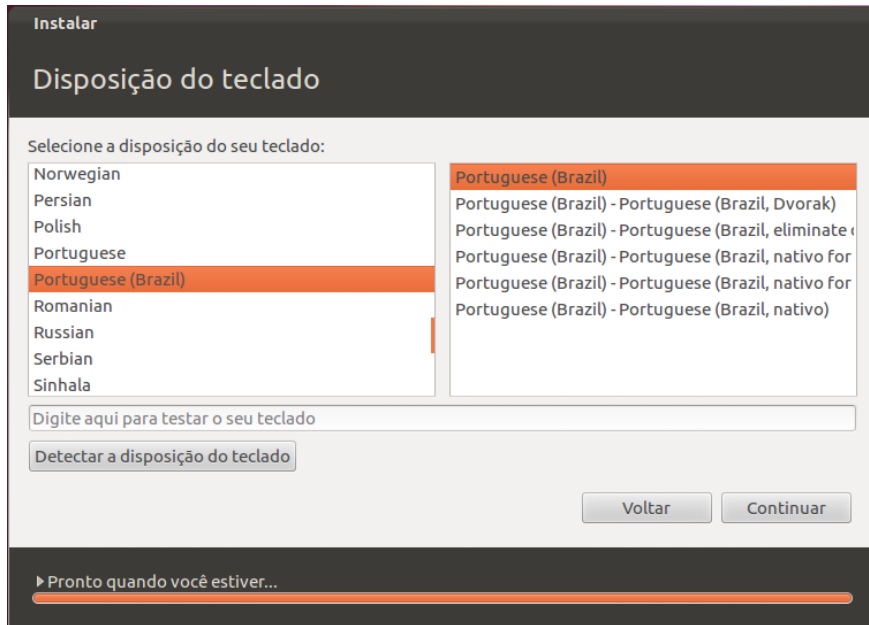 Instalar
Disposição do teclado
Selecione a disposição do seu teclado:
Norwegian
Persian
Polish
Portuguese
Portuguese (Brazil)
Romanian
Russian
Serbian
Sinhala
Portuguese (Brazil)
Portuguese (Brazil) - Portuguese (Brazil, Dvorak)
Portuguese (Brazil) - Portuguese (Brazil, eliminate
Portuguese (Brazil) - Portuguese (Brazil, nativo for
Portuguese (Brazil) - Portuguese (Brazil, nativo for
Portuguese (Brazil) - Portuguese (Brazil, nativo)
Digite aqui para testar o seu teclado
Detectar a disposição do teclado
Voltar
Continuar
Pronto quando você estiver...